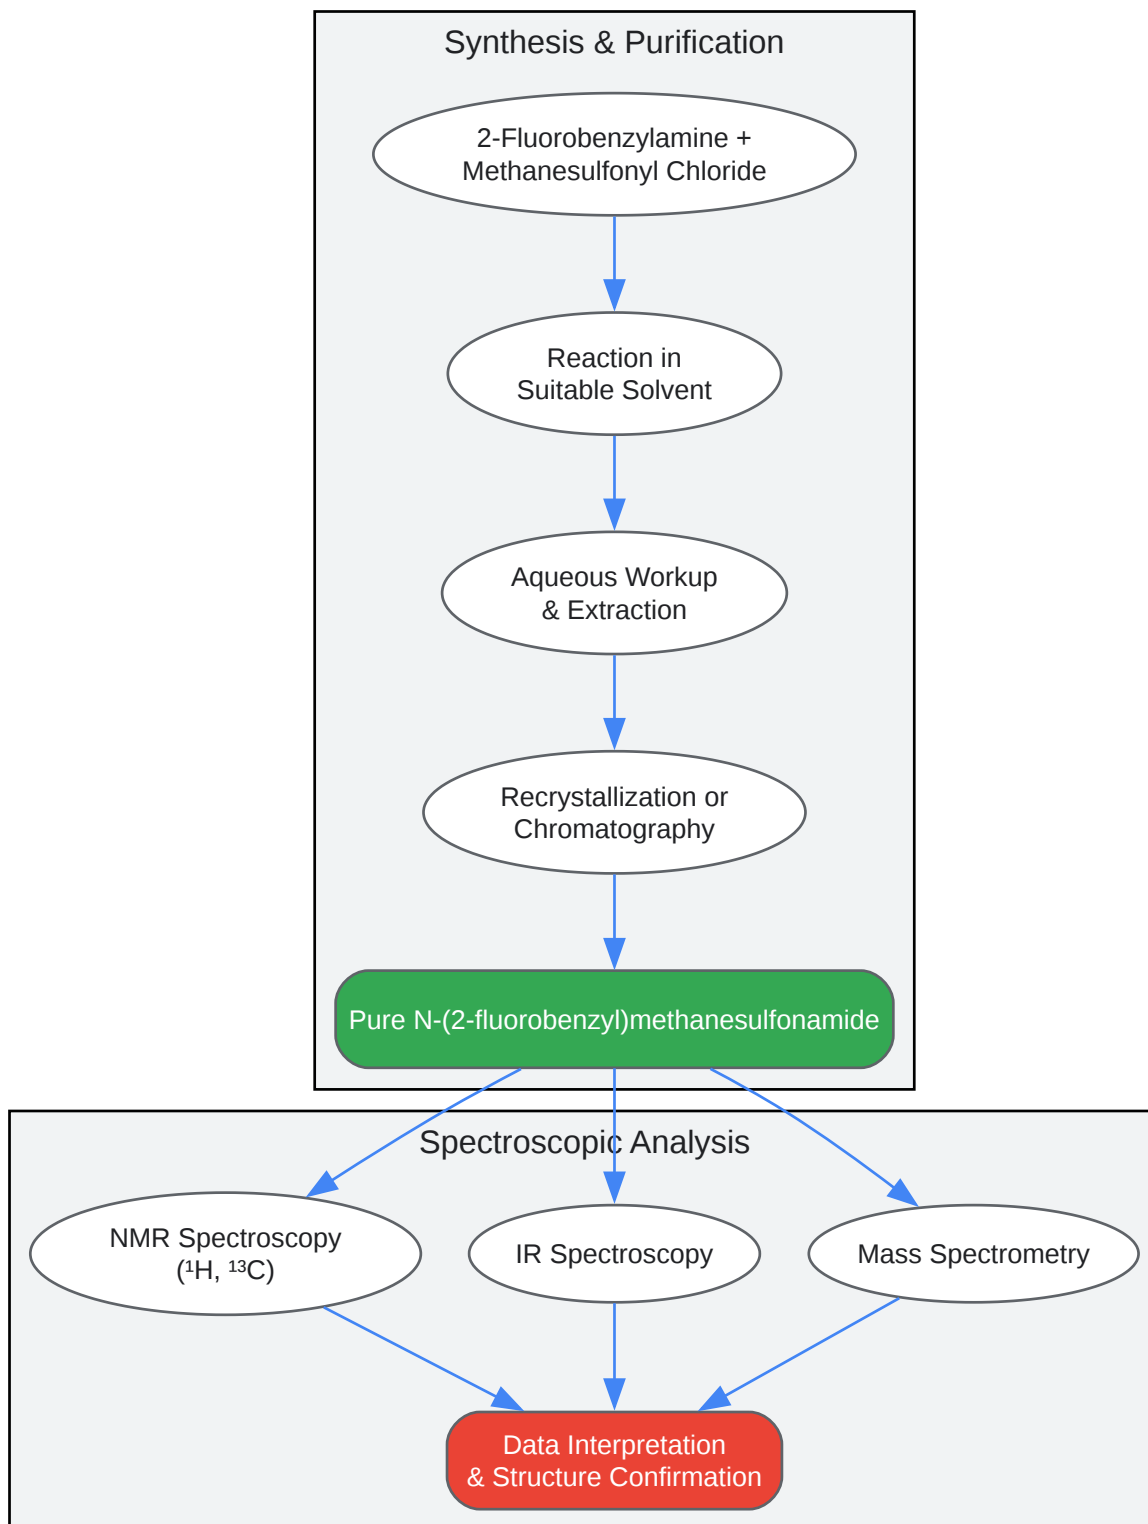 Synthesis & Purification
2-Fluorobenzylamine +
Methanesulfonyl Chloride
Reaction in
Suitable Solvent
Aqueous Workup
& Extraction
Recrystallization or
Chromatography
Pure N-(2-fluorobenzyl)methanesulfonamide
Spectroscopic Analysis
NMR Spectroscopy
(¹H, ¹³C)
IR Spectroscopy
Mass Spectrometry
Data Interpretation
& Structure Confirmation